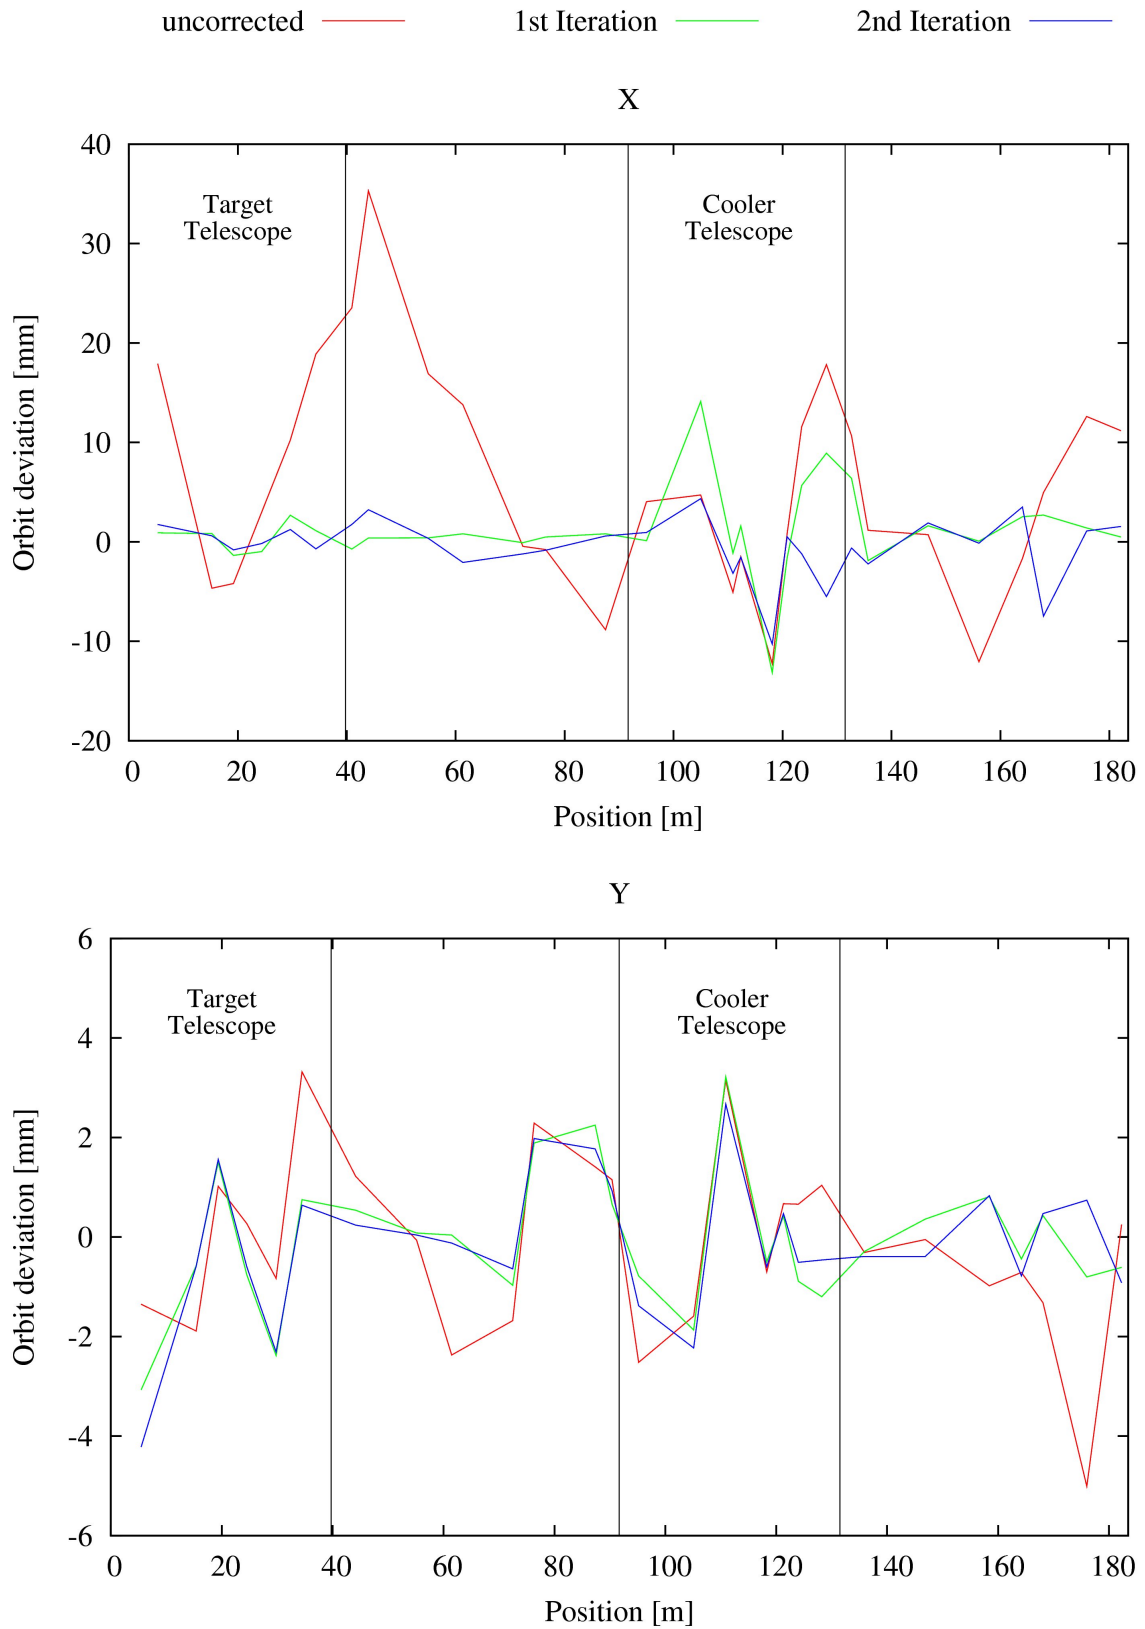 uncorrected 1st Iteration 2nd Iteration
X
40
30
20
10
0
-10
-20
Orbit deviation [mm]
Target
Telescope
Cooler
Telescope
0 20 40 60 80 100 120 140 160 180
Position [m]
Y
6
4
2
0
-2
-4
-6
Orbit deviation [mm]
Target
Telescope
Cooler
Telescope
0 20 40 60 80 100 120 140 160 180
Position [m]